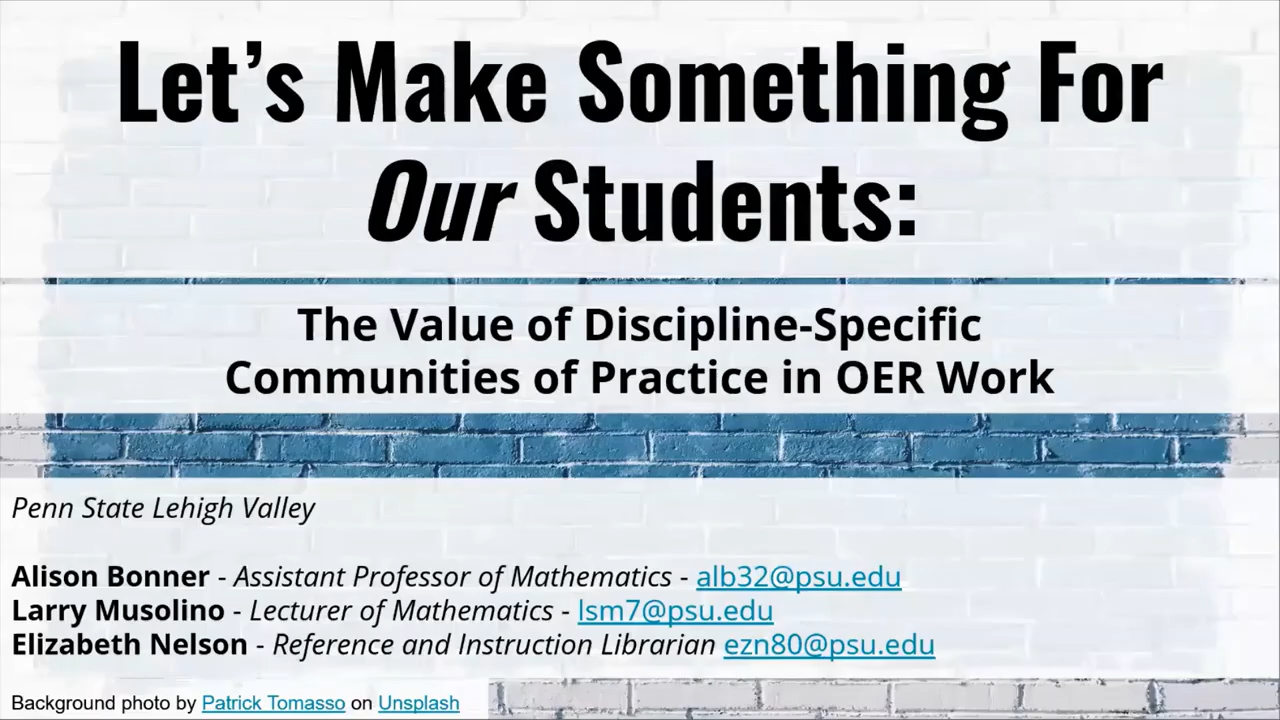 Let’s Make Something For
Our Students:
The Value of Discipline-Specific
Communities of Practice in OER Work
Penn State Lehigh Valley
Alison Bonner - Assistant Professor of Mathematics - alb32@psu.edu
Larry Musolino - Lecturer of Mathematics - lsm7@psu.edu
Elizabeth Nelson - Reference and Instruction Librarian ezn80@psu.edu
Background photo by Patrick Tomasso on Unsplash